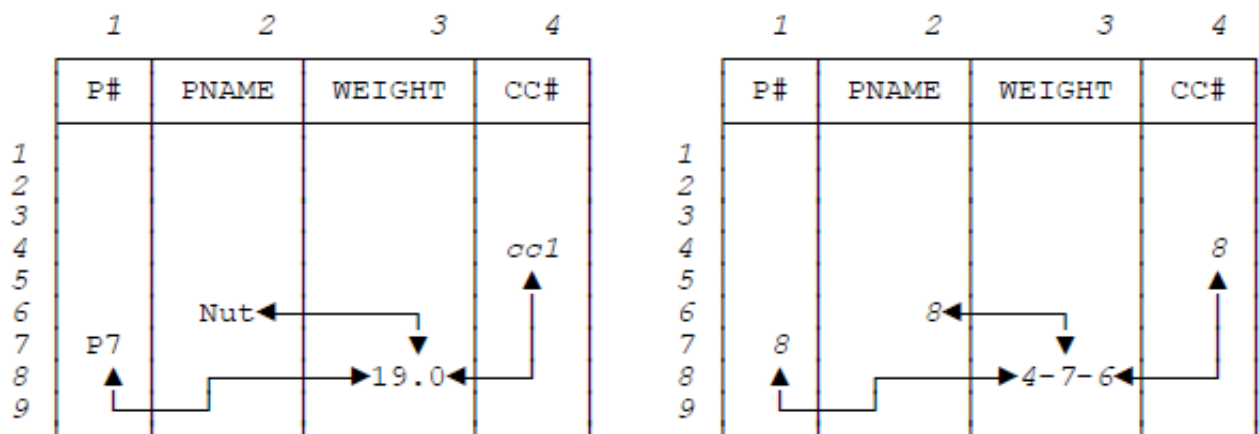 1 2 3 4 1 2 3 4
P# PNAME WEIGHT CC# P# PNAME WEIGHT CC#
1 1
2 2
3 3
4 cc1 4 8
5 5
6 Nut 6 8
7 P7 7 8
8 19.0 8 4-7-6
9 9